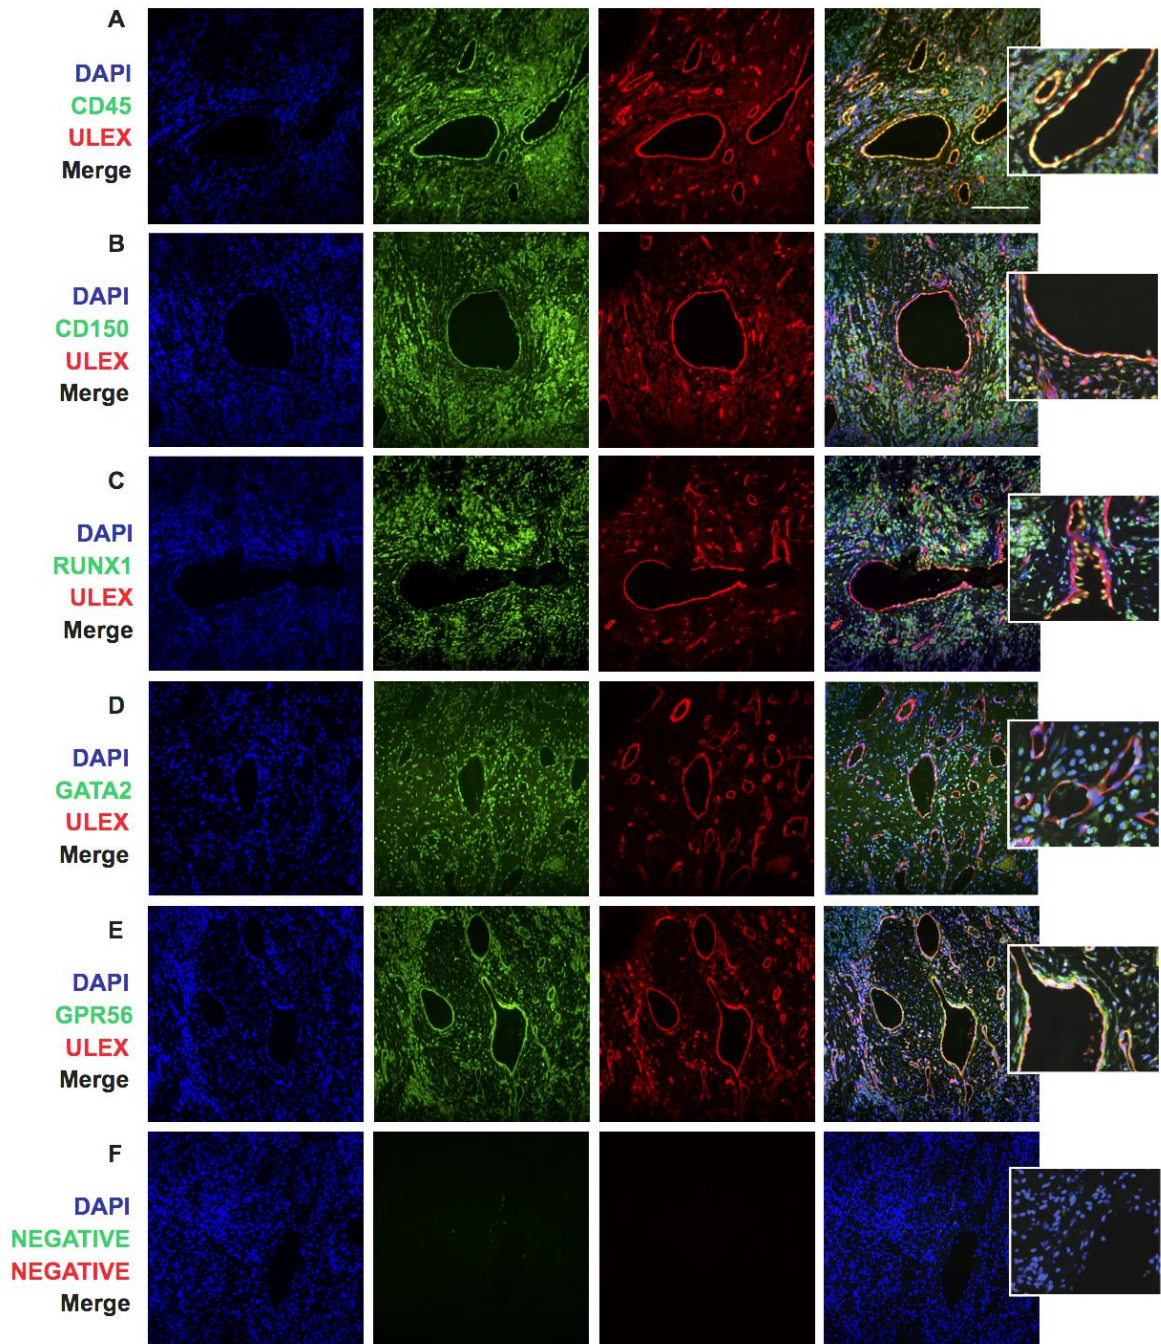 A
DAPI
CD45
ULEX
Merge
B
DAPI
CD150
ULEX
Merge
C
DAPI
RUNX1
ULEX
Merge
D
DAPI
GATA2
ULEX
Merge
E
DAPI
GPR56
ULEX
Merge
F
DAPI
NEGATIVE
NEGATIVE
Merge